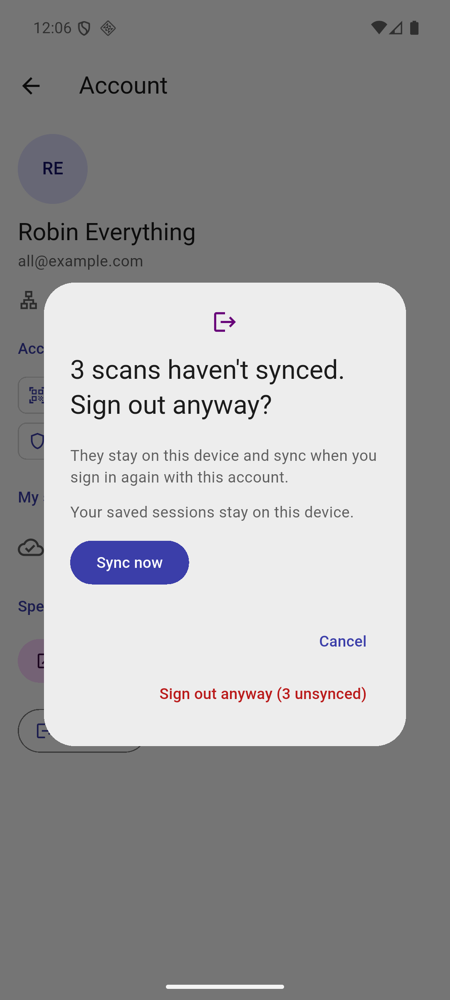 12:06
Account
RE
Robin Everything
all@example.com
Acc
3 scans haven't synced.
Sign out anyway?
They stay on this device and sync when you
sign in again with this account.
My
Your saved sessions stay on this device.
Sync now
Spe
Cancel
Sign out anyway (3 unsynced)